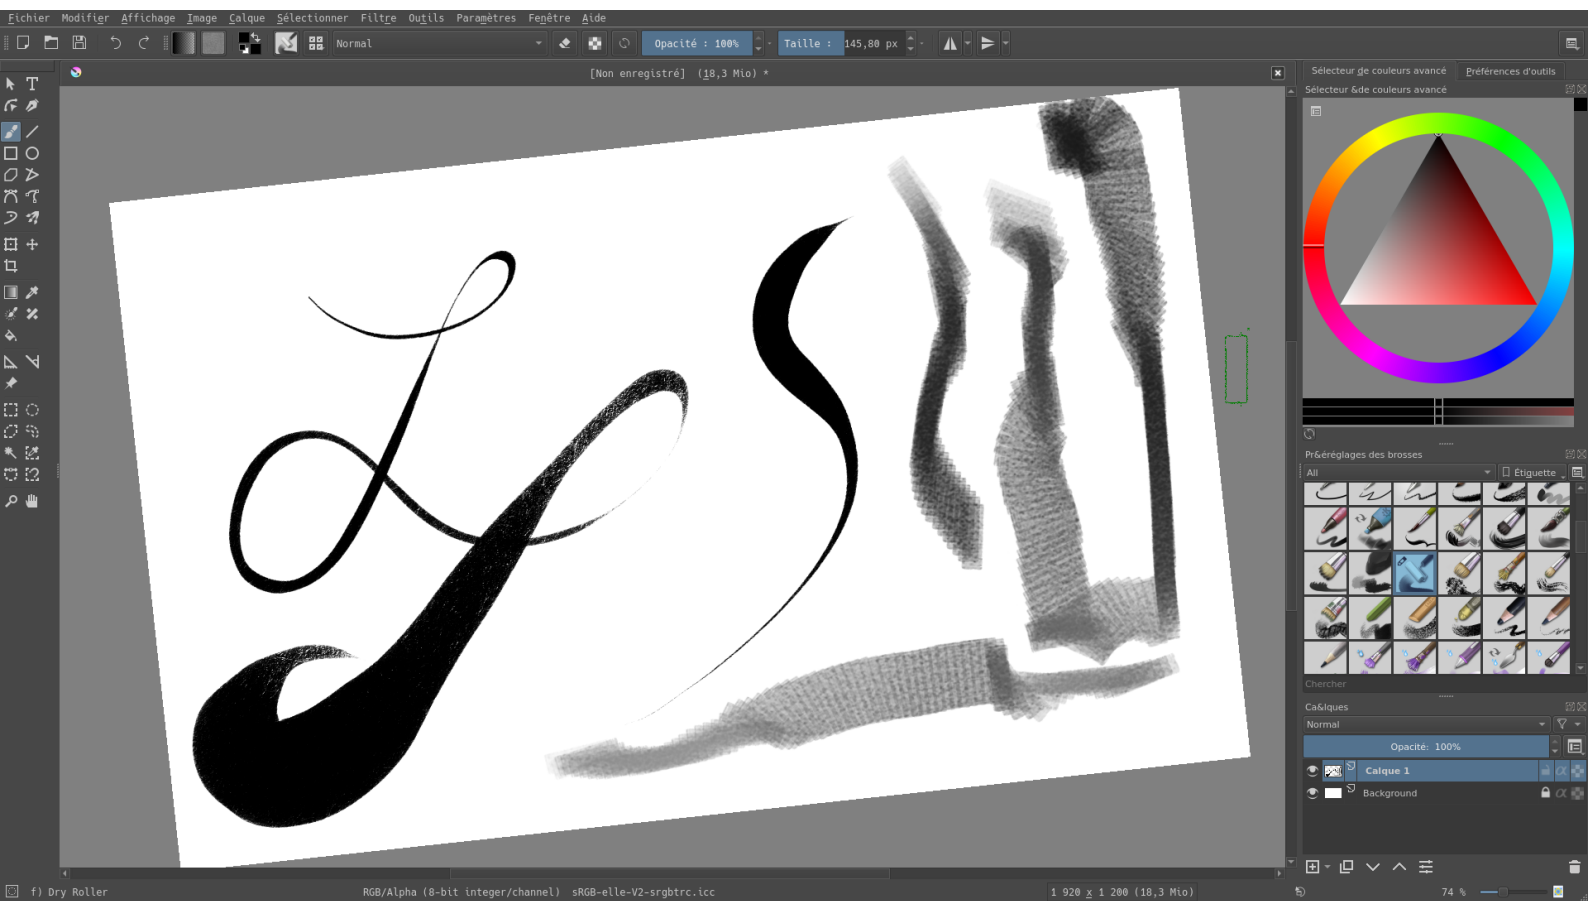 Fichier Modifier Affichage Image Calque Sélectionner Filtre Outils Paramètres Fenêtre Aide
Normal Opacité : 100% Taille : 145,80 px
[Non enregistré] (18,3 Mio) *
Sélecteur de couleurs avancé Préférences d'outils
Sélecteur &de couleurs avancé
Pr&éréglages des brosses
All Étiquette
Chercher
Ca&lques
Normal
Opacité: 100%
Calque 1
Background
f) Dry Roller RGB/Alpha (8-bit integer/channel) sRGB-elle-V2-srgbtrc.icc 1 920 x 1 200 (18,3 Mio) 74 %